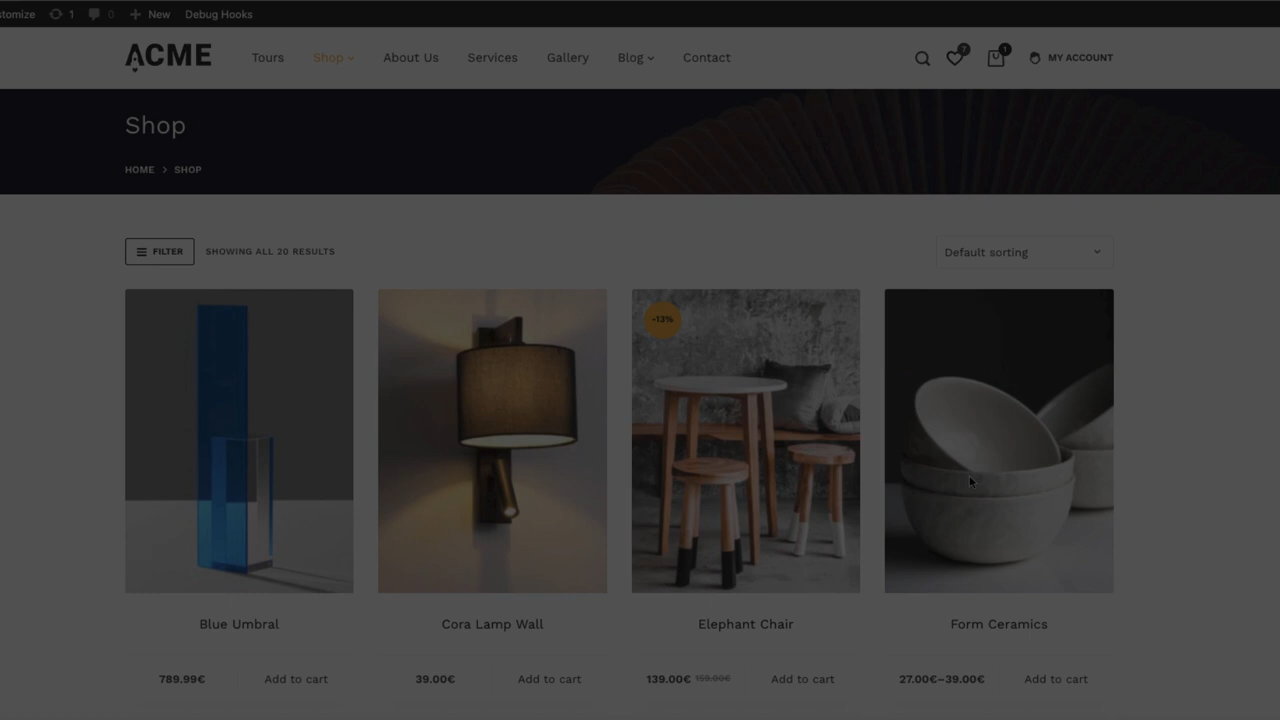 1 0 New Debug Hooks
ACME Tours Shop About Us Services Gallery Blog Contact 1 MY ACCOUNT
Shop
HOME > SHOP
FILTER SHOWING ALL 20 RESULTS Default sorting
-13%
Blue Umbral Cora Lamp Wall Elephant Chair Form Ceramics
789.99€ Add to cart 39.00€ Add to cart 139.00€ 159.00€ Add to cart 27.00€–39.00€ Add to cart